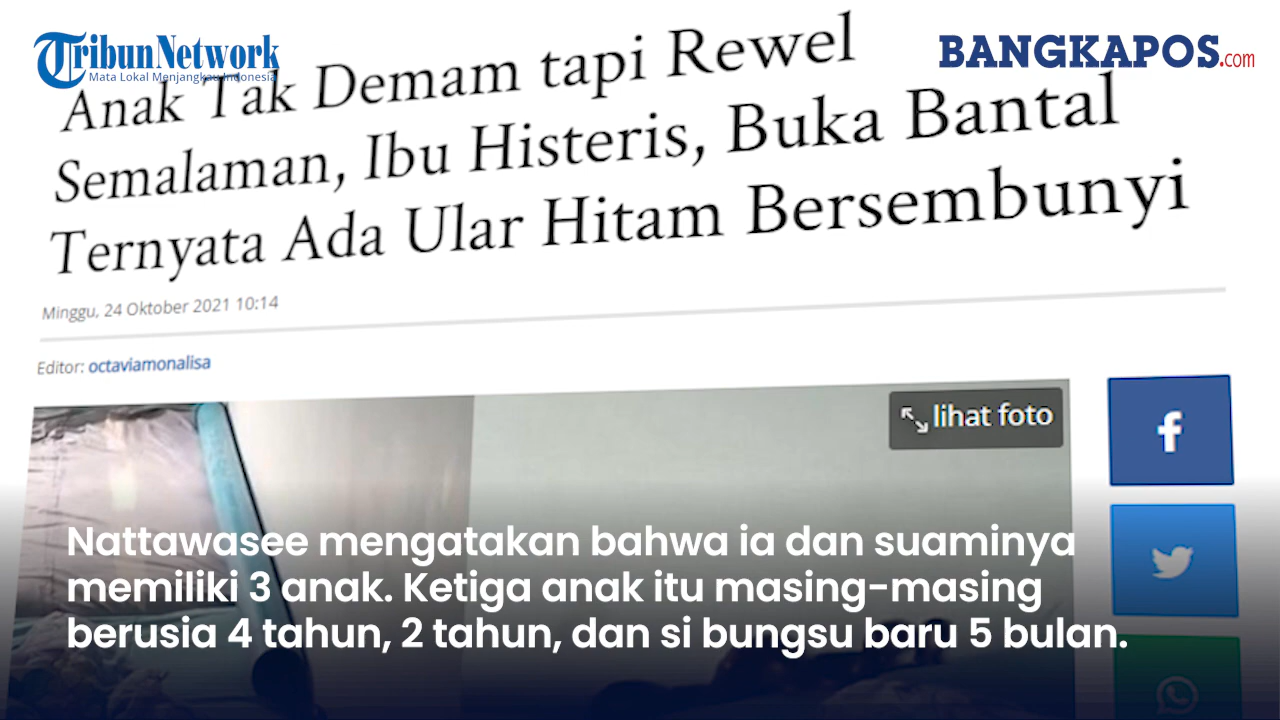 TribunNetwork
Mata Lokal Menjangkau Indonesia
BANGKAPOS.com
Anak Tak Demam tapi Rewel
Semalaman, Ibu Histeris, Buka Bantal
Ternyata Ada Ular Hitam Bersembunyi
Minggu, 24 Oktober 2021 10:14
Editor: octaviamonalisa
lihat foto
Nattawasee mengatakan bahwa ia dan suaminya
memiliki 3 anak. Ketiga anak itu masing-masing
berusia 4 tahun, 2 tahun, dan si bungsu baru 5 bulan.